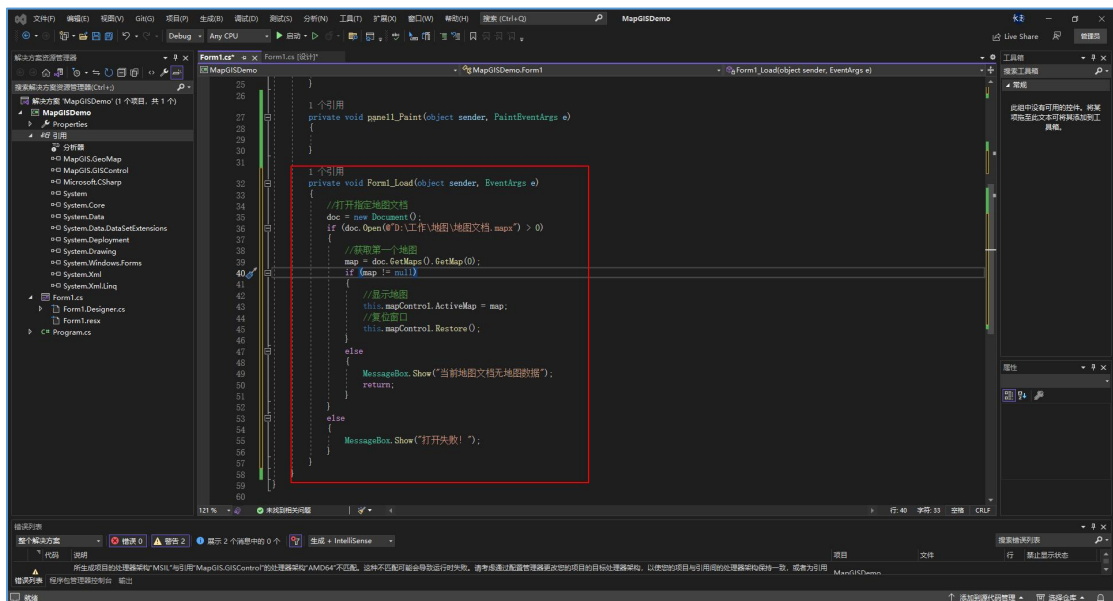 文件(F) 编辑(E) 视图(V) Git(G) 项目(P) 生成(B) 调试(D) 测试(S) 分析(N) 工具(T) 扩展(X) 窗口(W) 帮助(H) 搜索 (Ctrl+Q) MapGISDemo
Debug Any CPU 启动 Live Share 管理员
解决方案资源管理器
搜索解决方案资源管理器(Ctrl+;)
解决方案 'MapGISDemo' (1 个项目, 共 1 个)
MapGISDemo
Properties
引用
分析器
MapGIS.GeoMap
MapGIS.GISControl
Microsoft.CSharp
System
System.Core
System.Data
System.Data.DataSetExtensions
System.Deployment
System.Drawing
System.Windows.Forms
System.Xml
System.Xml.Linq
Form1.cs
Form1.Designer.cs
Form1.resx
Program.cs
Form1.cs* Form1.cs [设计]*
MapGISDemo MapGISDemo.Form1 Form1_Load(object sender, EventArgs e)
25 }
26
1 个引用
27 private void panel1_Paint(object sender, PaintEventArgs e)
28 {
29
30 }
31
1 个引用
32 private void Form1_Load(object sender, EventArgs e)
33 {
34 //打开指定地图文档
35 doc = new Document();
36 if (doc.Open(@"D:\工作\地图\地图文档.mapx") > 0)
37 {
38 //获取第一个地图
39 map = doc.GetMaps().GetMap(0);
40 if (map != null)
41 {
42 //显示地图
43 this.mapControl.ActiveMap = map;
44 //复位窗口
45 this.mapControl.Restore();
46 }
47 else
48 {
49 MessageBox.Show("当前地图文档无地图数据");
50 return;
51 }
52 }
53 else
54 {
55 MessageBox.Show("打开失败! ");
56 }
57 }
58 }
59 }
60
121 % 未找到相关问题 行: 40 字符: 33 空格 CRLF
工具箱
搜索工具箱
常规
此组中没有可用的控件。将某
项拖至此文本可将其添加到工
具箱。
属性
错误列表
整个解决方案 错误 0 警告 2 展示 2 个消息中的 0 个 生成 + IntelliSense 搜索错误列表
代码 说明 项目 文件 行 禁止显示状态
所生成项目的处理器架构"MSIL"与引用"MapGIS.GISControl"的处理器架构"AMD64"不匹配。这种不匹配可能会导致运行时失败。请考虑通过配置管理器更改您的项目的目标处理器架构，以使您的项目与引用间的处理器架构保持一致，或者为引用
MapGISDemo
错误列表 程序包管理器控制台 输出
就绪 添加到源代码管理 选择仓库